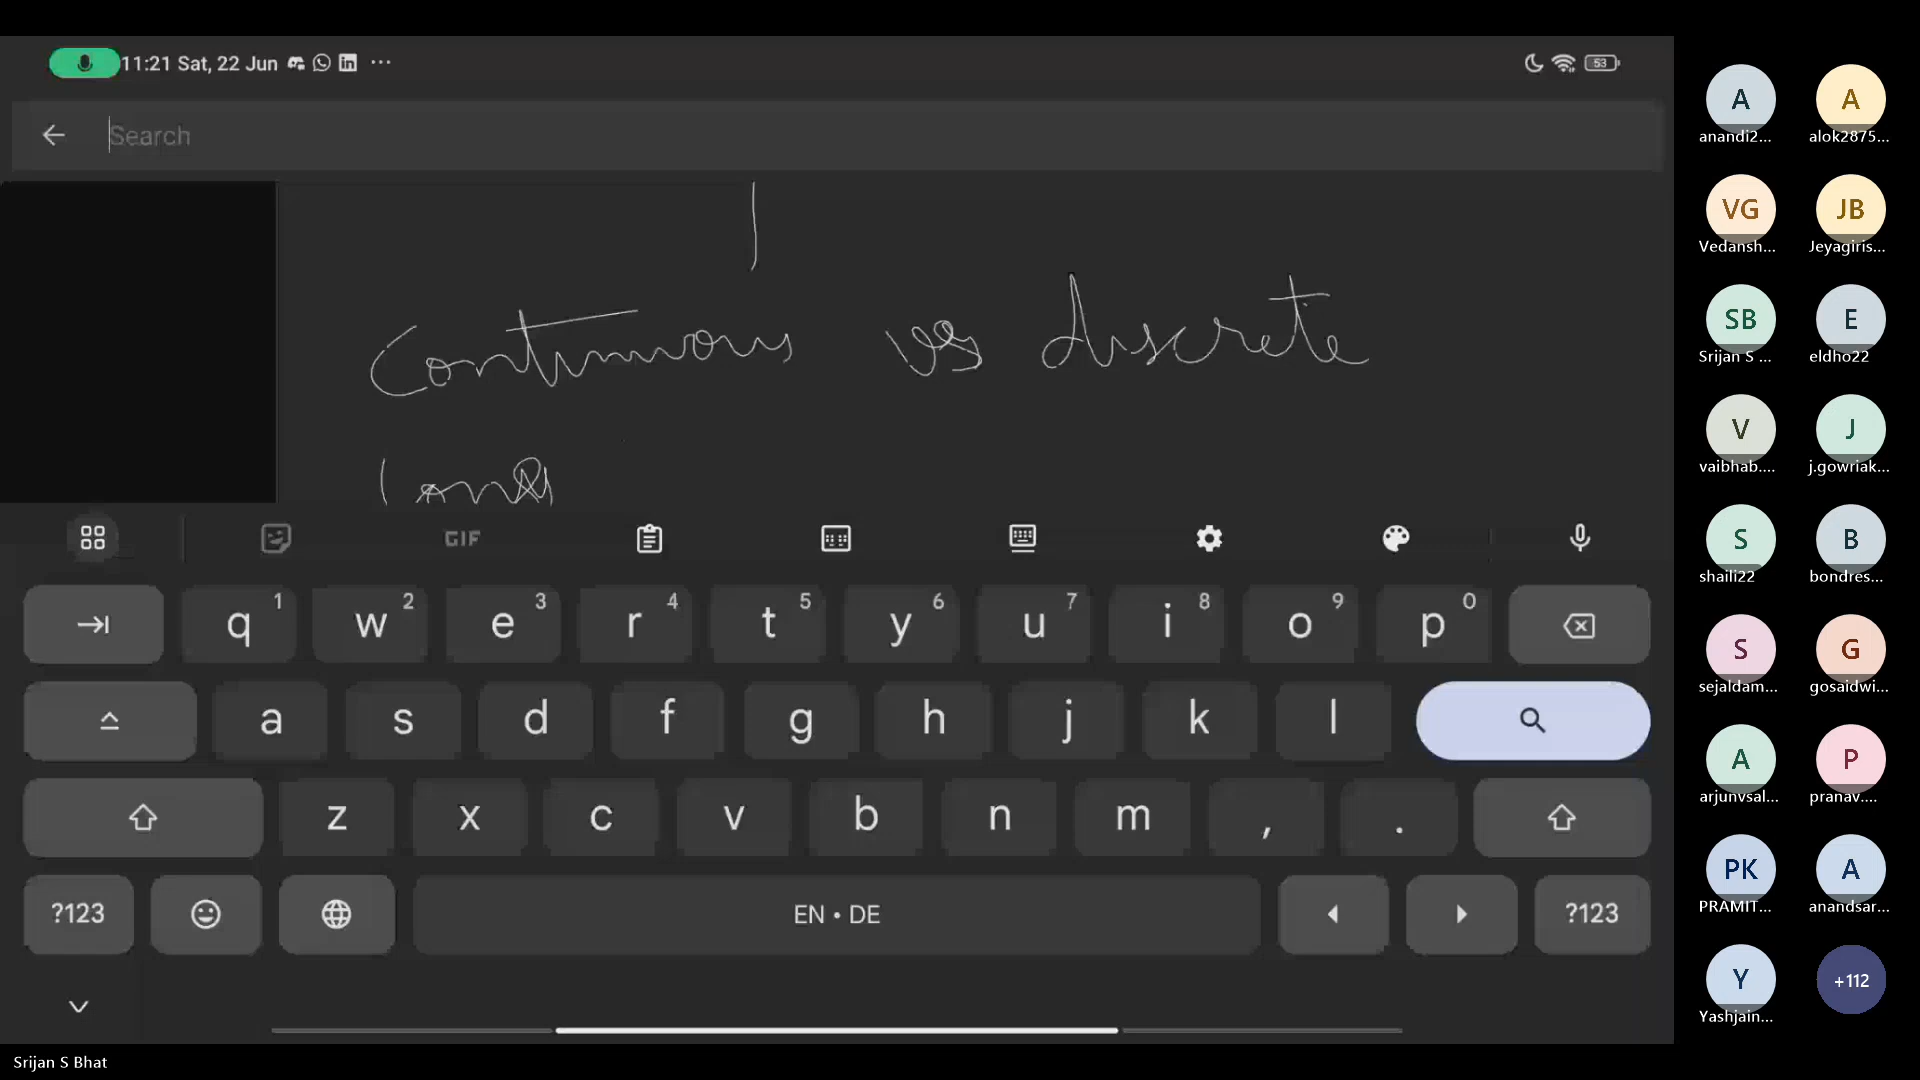 11:21 Sat, 22 Jun
53
Search
Continuous vs discrete
GIF
q 1 w 2 e 3 r 4 t 5 y 6 u 7 i 8 o 9 p 0
a s d f g h j k l
z x c v b n m , .
?123 EN • DE ?123
Srijan S Bhat
A A
anandi2... alok2875...
VG JB
Vedansh... Jeyagiris...
SB E
Srijan S ... eldho22
V J
vaibhab.... j.gowriak...
S B
shaili22 bondres...
S G
sejaldam... gosaidwi...
A P
arjunvsal... pranav....
PK A
PRAMIT... anandsar...
Y +112
Yashjain...